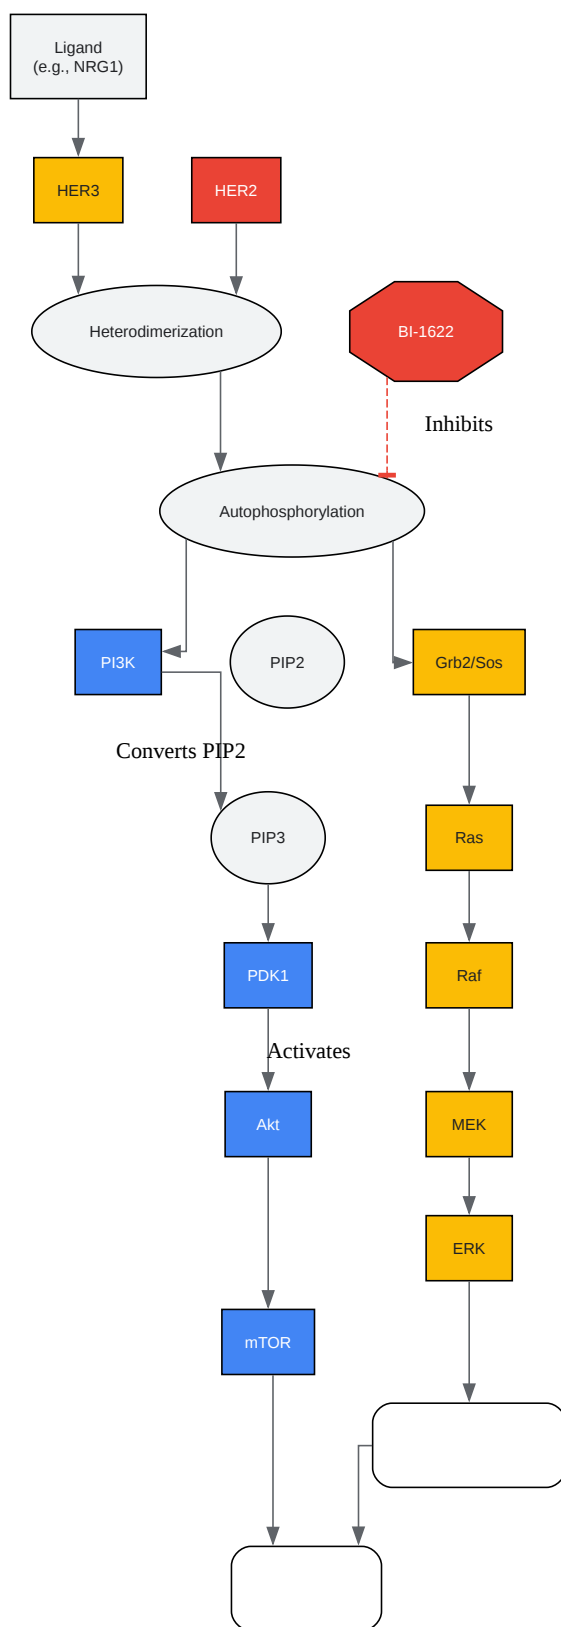 Ligand
(e.g., NRG1)
HER3
HER2
Heterodimerization
BI-1622
Inhibits
Autophosphorylation
PI3K
PIP2
Grb2/Sos
Converts PIP2
PIP3
Ras
PDK1
Raf
Activates
Akt
MEK
ERK
mTOR